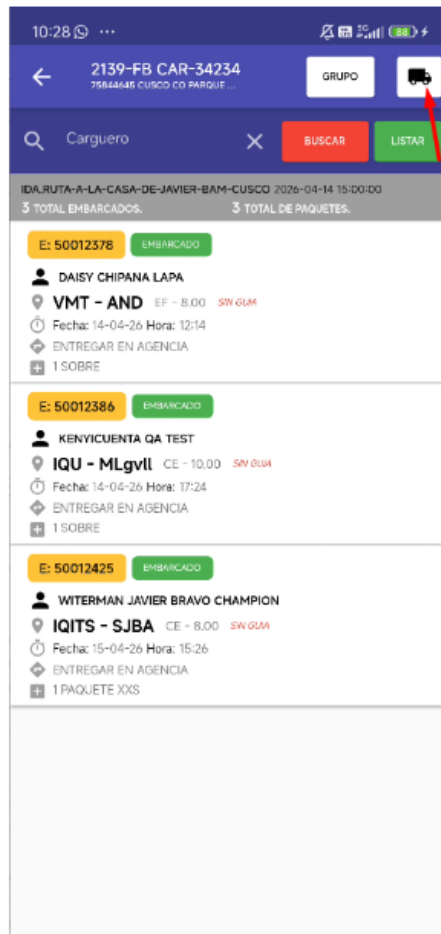 10:28 ...
5G 88
2139-FB CAR-34234
75844645 CUSCO CO PARQUE ...
GRUPO
Carguero
BUSCAR
LISTAR
IDA.RUTA-A-LA-CASA-DE-JAVIER-BAM-CUSCO 2026-04-14 15:00:00
3 TOTAL EMBARCADOS. 3 TOTAL DE PAQUETES.
E: 50012378 EMBARCADO
DAISY CHIPANA LAPA
VMT - AND EF - 8.00 SIN GUIA
Fecha: 14-04-26 Hora: 12:14
ENTREGAR EN AGENCIA
1 SOBRE
E: 50012386 EMBARCADO
KENYICUENTA QA TEST
IQU - MLgvll CE - 10.00 SIN GUIA
Fecha: 14-04-26 Hora: 17:24
ENTREGAR EN AGENCIA
1 SOBRE
E: 50012425 EMBARCADO
WITERMAN JAVIER BRAVO CHAMPION
IQITS - SJBA CE - 8.00 SIN GUIA
Fecha: 15-04-26 Hora: 15:26
ENTREGAR EN AGENCIA
1 PAQUETE XXS